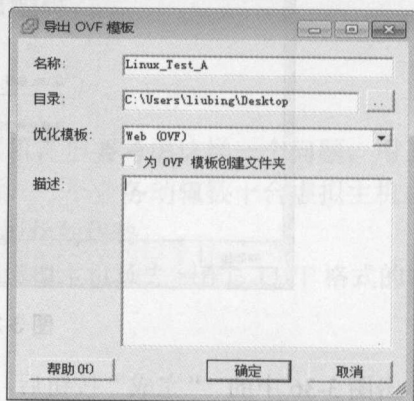 导出 OVF 模板
名称: Linux_Test_A
目录: C:\Users\liubing\Desktop ..
优化模板: Web (OVF)
为 OVF 模板创建文件夹
描述:
帮助(H) 确定 取消